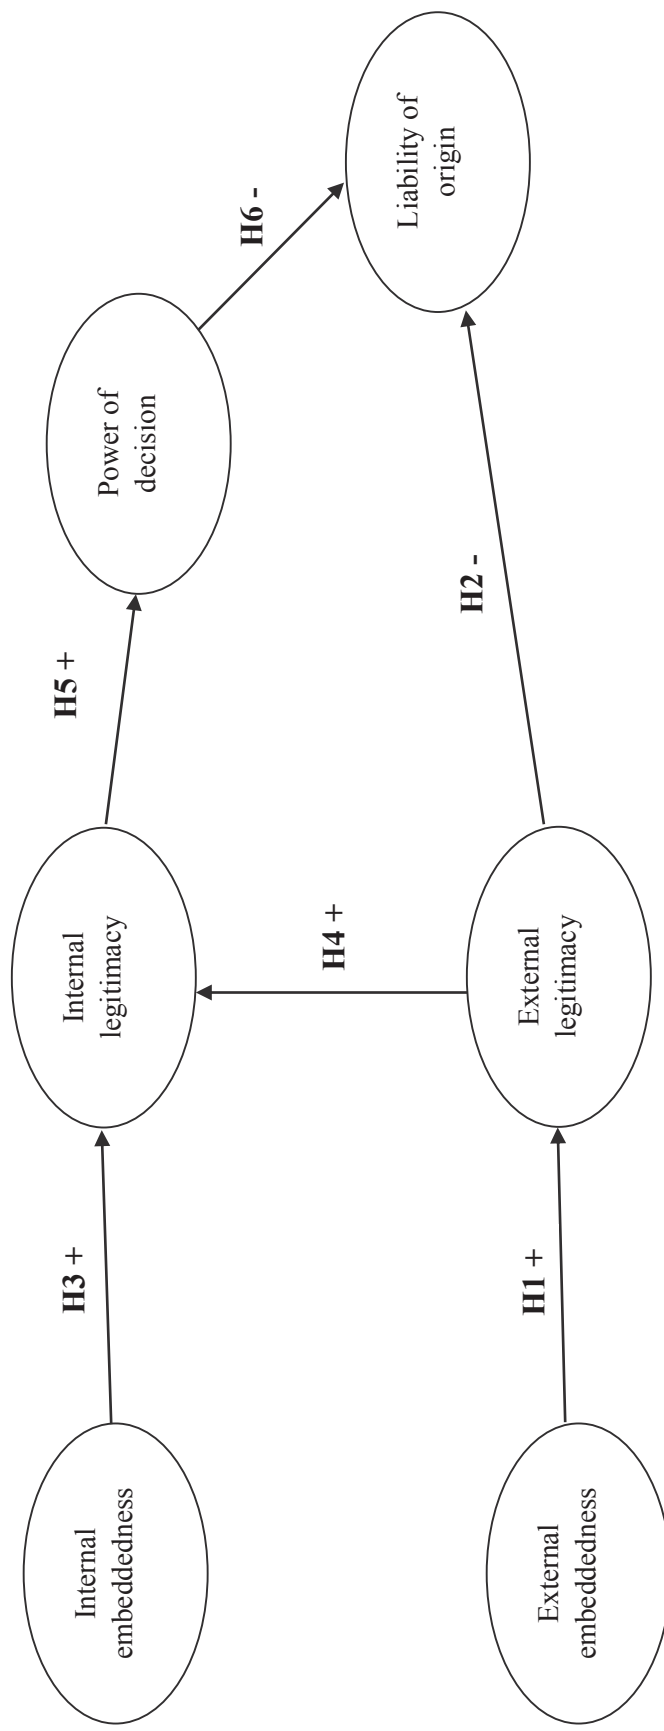 Internal
embeddedness
H3 +
Internal
legitimacy
H5 +
Power of
decision
H6 -
Liability of
origin
H4 +
External
embeddedness
H1 +
External
legitimacy
H2 -